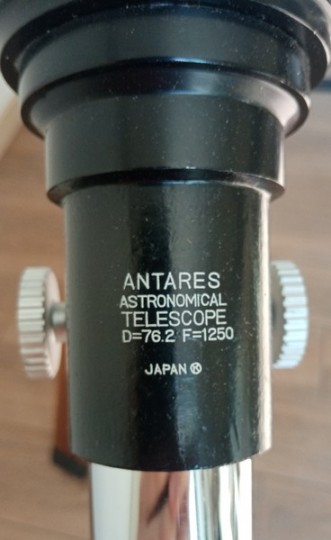 ANTARES
ASTRONOMICAL
TELESCOPE
D=76.2 F=1250
JAPAN ®